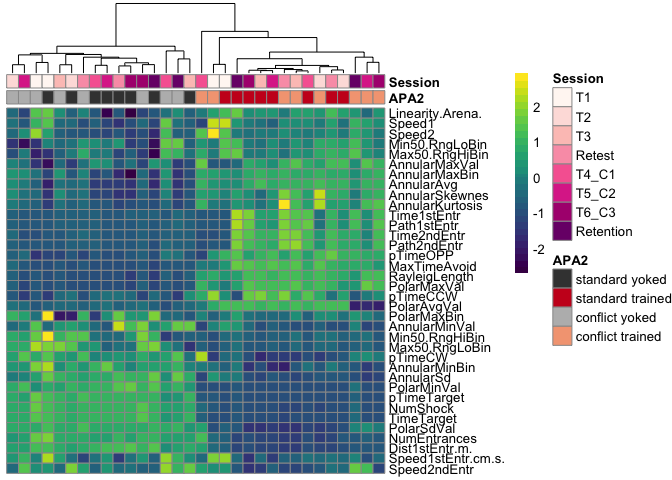 Session
APA2
Linearity.Arena.
Speed1
Speed2
Min50.RngLoBin
Max50.RngHiBin
AnnularMaxVal
AnnularMaxBin
AnnularAvg
AnnularSkewnes
AnnularKurtosis
Time1stEntr
Path1stEntr
Time2ndEntr
Path2ndEntr
pTimeOPP
MaxTimeAvoid
RayleigLength
PolarMaxVal
pTimeCCW
PolarAvgVal
PolarMaxBin
AnnularMinVal
Min50.RngHiBin
Max50.RngLoBin
pTimeCW
AnnularMinBin
AnnularSd
PolarMinVal
pTimeTarget
NumShock
TimeTarget
PolarSdVal
NumEntrances
Dist1stEntr.m.
Speed1stEntr.cm.s.
Speed2ndEntr
2
1
0
-1
-2
Session
T1
T2
T3
Retest
T4_C1
T5_C2
T6_C3
Retention
APA2
standard yoked
standard trained
conflict yoked
conflict trained